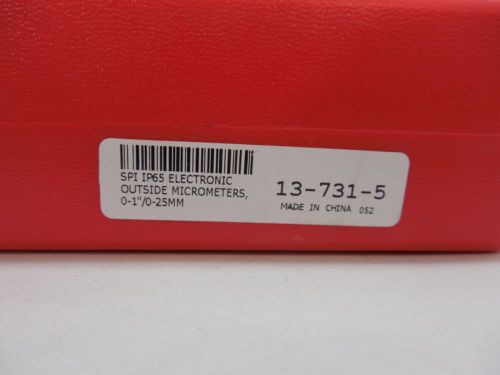 SPI IP65 ELECTRONIC
OUTSIDE MICROMETERS,
0-1"/0-25MM
13-731-5
MADE IN CHINA 052